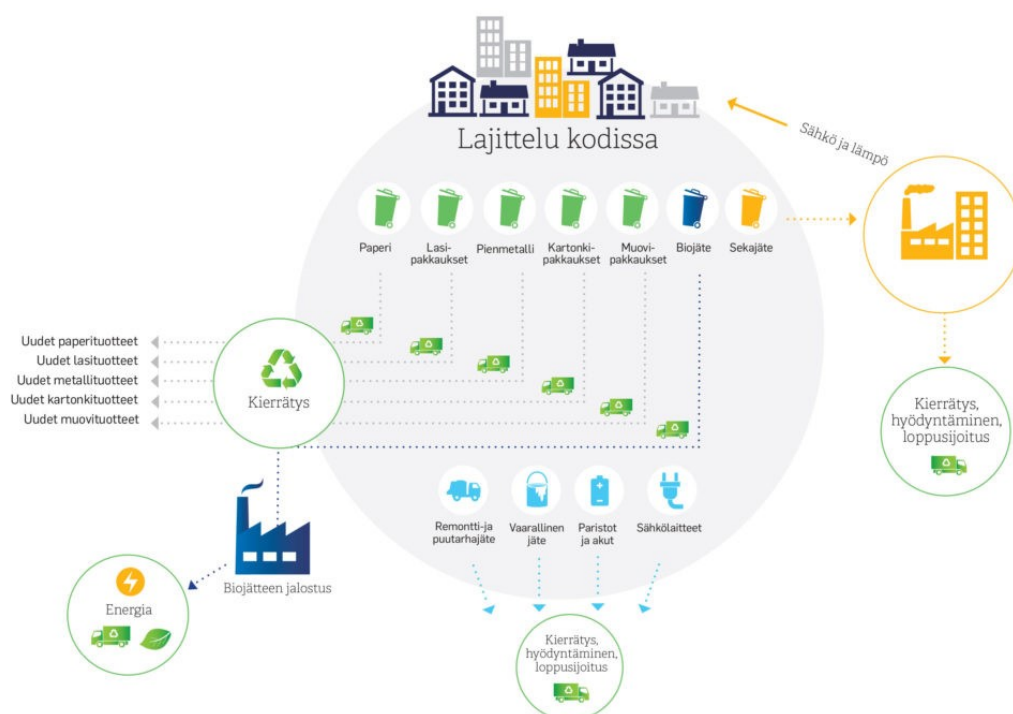 Lajittelu kodissa
Sähkö ja lämpö
Paperi
Lasi-
pakkaukset
Pienmetalli
Kartonki-
pakkaukset
Muovi-
pakkaukset
Biojäte
Sekajäte
Uudet paperituotteet
Uudet lasituotteet
Uudet metallituotteet
Uudet kartonkituotteet
Uudet muovituotteet
Kierrätys
Kierrätys,
hyödyntäminen,
loppusijoitus
Remontti-ja
puutarhajäte
Vaarallinen
jäte
Paristot
ja akut
Sähkölaitteet
Biojätteen jalostus
Energia
Kierrätys,
hyödyntäminen,
loppusijoitus